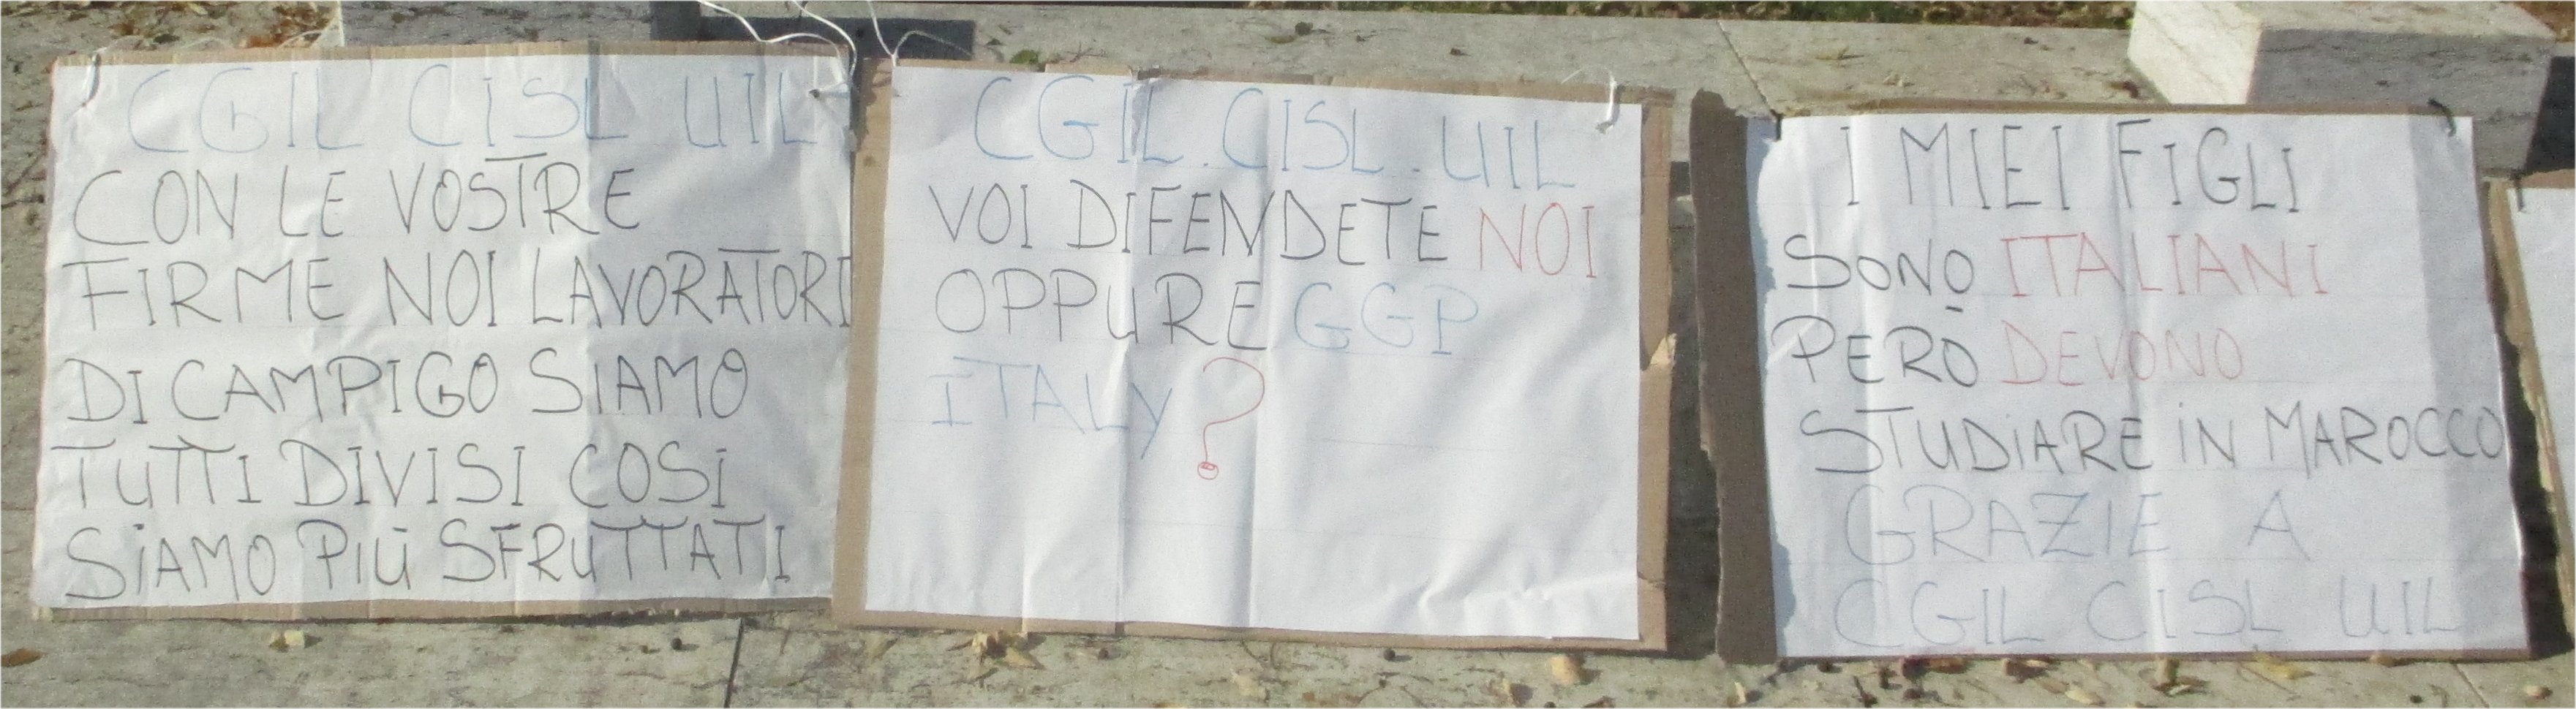 CGIL CISL UIL
CON LE VOSTRE
FIRME NOI LAVORATORI
DI CAMPIGO SIAMO
TUTTI DIVISI COSI
SIAMO PIÙ SFRUTTATI
CGIL. CISL. UIL
VOI DIFENDETE NOI
OPPURE GGP
ITALY?
I MIEI FIGLI
SONO ITALIANI
PERÒ DEVONO
STUDIARE IN MAROCCO
GRAZIE A
CGIL CISL UIL